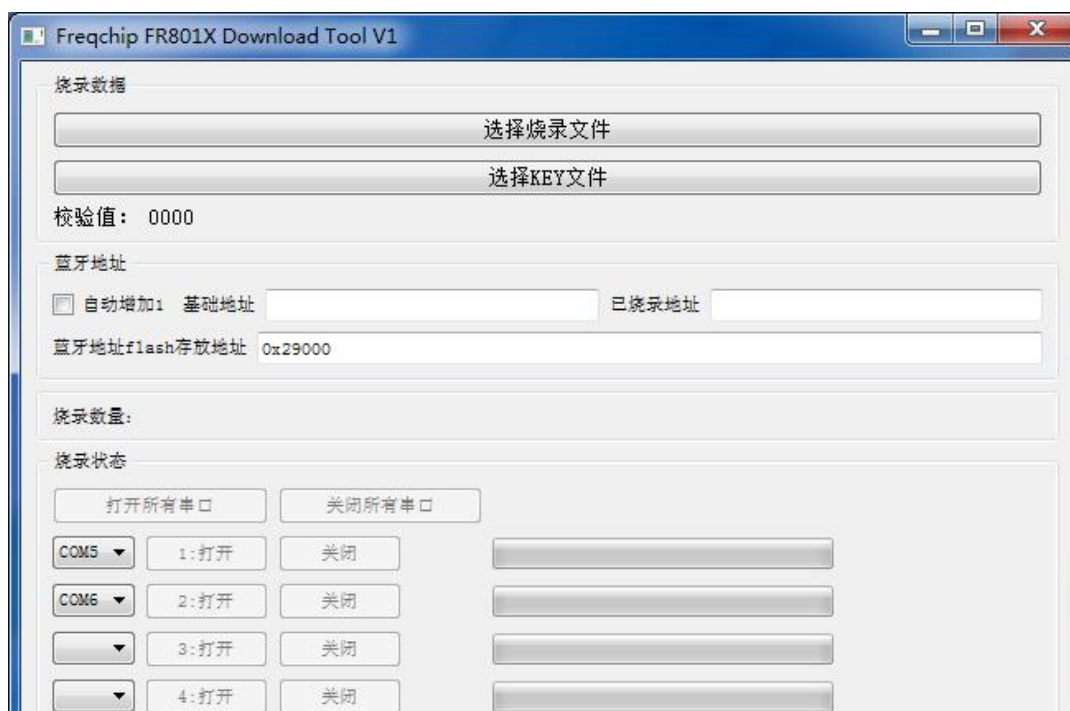 Freqchip FR801X Download Tool V1
烧录数据
选择烧录文件
选择KEY文件
校验值: 0000
蓝牙地址
自动增加1 基础地址 已烧录地址
蓝牙地址flash存放地址 0x29000
烧录数量:
烧录状态
打开所有串口 关闭所有串口
COM5 1:打开 关闭
COM6 2:打开 关闭
3:打开 关闭
4:打开 关闭